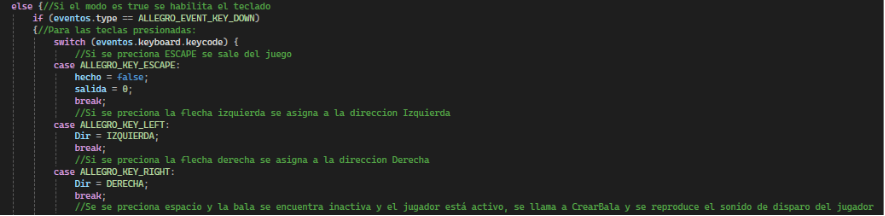 else {//Si el modo es true se habilita el teclado
if (eventos.type == ALLEGRO_EVENT_KEY_DOWN)
{//Para las teclas presionadas:
switch (eventos.keyboard.keycode) {
//Si se preciona ESCAPE se sale del juego
case ALLEGRO_KEY_ESCAPE:
hecho = false;
salida = 0;
break;
//Si se preciona la flecha izquierda se asigna a la direccion Izquierda
case ALLEGRO_KEY_LEFT:
Dir = IZQUIERDA;
break;
//Si se preciona la flecha derecha se asigna a la direccion Derecha
case ALLEGRO_KEY_RIGHT:
Dir = DERECHA;
break;
//Se se preciona espacio y la bala se encuentra inactiva y el jugador está activo, se llama a CrearBala y se reproduce el sonido de disparo del jugador